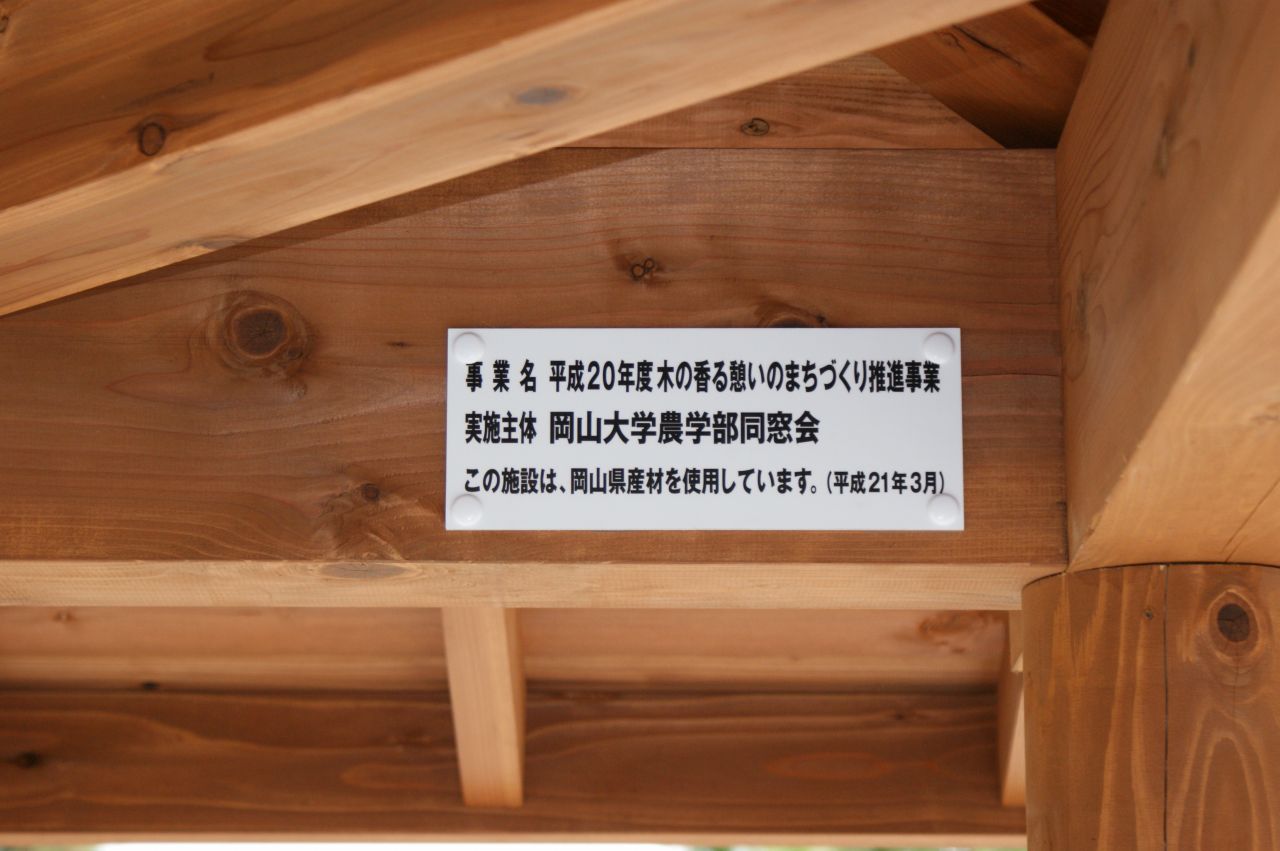 事業名 平成20年度木の香る憩いのまちづくり推進事業
実施主体 岡山大学農学部同窓会
この施設は、岡山県産材を使用しています。(平成21年3月)